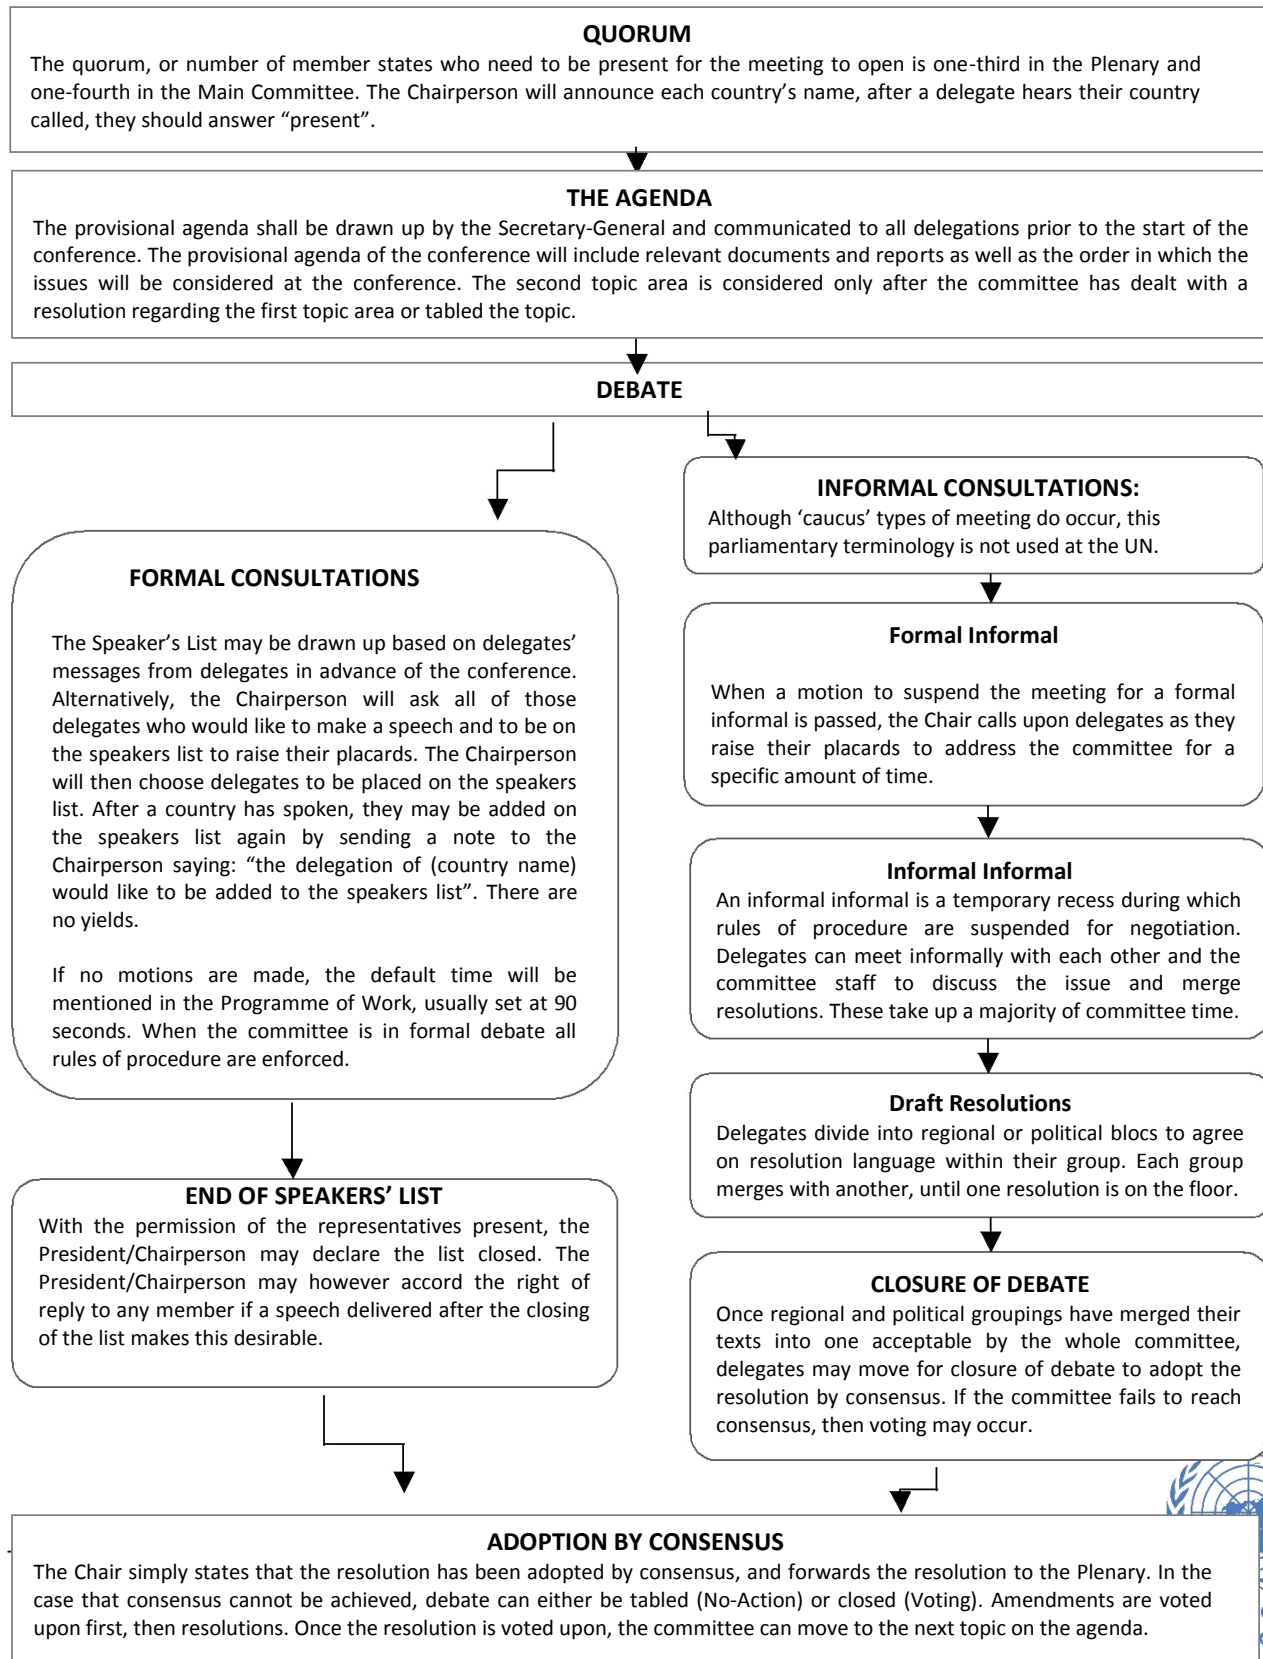 QUORUM
The quorum, or number of member states who need to be present for the meeting to open is one-third in the Plenary and
one-fourth in the Main Committee. The Chairperson will announce each country’s name, after a delegate hears their country
called, they should answer “present”.
THE AGENDA
The provisional agenda shall be drawn up by the Secretary-General and communicated to all delegations prior to the start of the
conference. The provisional agenda of the conference will include relevant documents and reports as well as the order in which the
issues will be considered at the conference. The second topic area is considered only after the committee has dealt with a
resolution regarding the first topic area or tabled the topic.
DEBATE
FORMAL CONSULTATIONS
The Speaker’s List may be drawn up based on delegates’
messages from delegates in advance of the conference.
Alternatively, the Chairperson will ask all of those
delegates who would like to make a speech and to be on
the speakers list to raise their placards. The Chairperson
will then choose delegates to be placed on the speakers
list. After a country has spoken, they may be added on
the speakers list again by sending a note to the
Chairperson saying: “the delegation of (country name)
would like to be added to the speakers list”. There are
no yields.
If no motions are made, the default time will be
mentioned in the Programme of Work, usually set at 90
seconds. When the committee is in formal debate all
rules of procedure are enforced.
END OF SPEAKERS’ LIST
With the permission of the representatives present, the
President/Chairperson may declare the list closed. The
President/Chairperson may however accord the right of
reply to any member if a speech delivered after the closing
of the list makes this desirable.
INFORMAL CONSULTATIONS:
Although ‘caucus’ types of meeting do occur, this
parliamentary terminology is not used at the UN.
Formal Informal
When a motion to suspend the meeting for a formal
informal is passed, the Chair calls upon delegates as they
raise their placards to address the committee for a
specific amount of time.
Informal Informal
An informal informal is a temporary recess during which
rules of procedure are suspended for negotiation.
Delegates can meet informally with each other and the
committee staff to discuss the issue and merge
resolutions. These take up a majority of committee time.
Draft Resolutions
Delegates divide into regional or political blocs to agree
on resolution language within their group. Each group
merges with another, until one resolution is on the floor.
CLOSURE OF DEBATE
Once regional and political groupings have merged their
texts into one acceptable by the whole committee,
delegates may move for closure of debate to adopt the
resolution by consensus. If the committee fails to reach
consensus, then voting may occur.
ADOPTION BY CONSENSUS
The Chair simply states that the resolution has been adopted by consensus, and forwards the resolution to the Plenary. In the
case that consensus cannot be achieved, debate can either be tabled (No-Action) or closed (Voting). Amendments are voted
upon first, then resolutions. Once the resolution is voted upon, the committee can move to the next topic on the agenda.